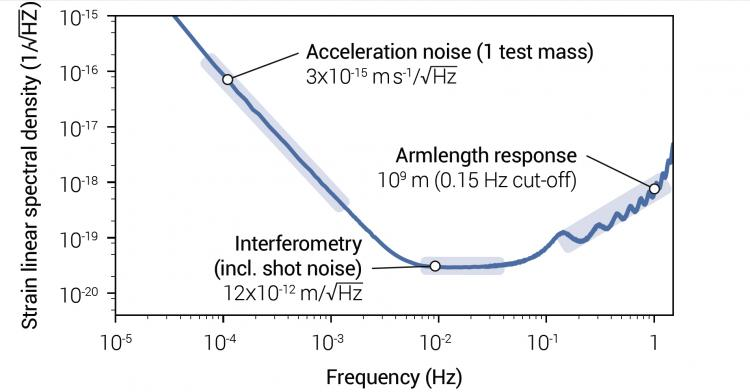 Strain linear spectral density (1/√HZ)
10⁻¹⁵
10⁻¹⁶
10⁻¹⁷
10⁻¹⁸
10⁻¹⁹
10⁻²⁰
Acceleration noise (1 test mass)
3x10⁻¹⁵ m s⁻¹/√Hz
Armlength response
10⁹ m (0.15 Hz cut-off)
Interferometry
(incl. shot noise)
12x10⁻¹² m/√Hz
10⁻⁵ 10⁻⁴ 10⁻³ 10⁻² 10⁻¹ 1
Frequency (Hz)